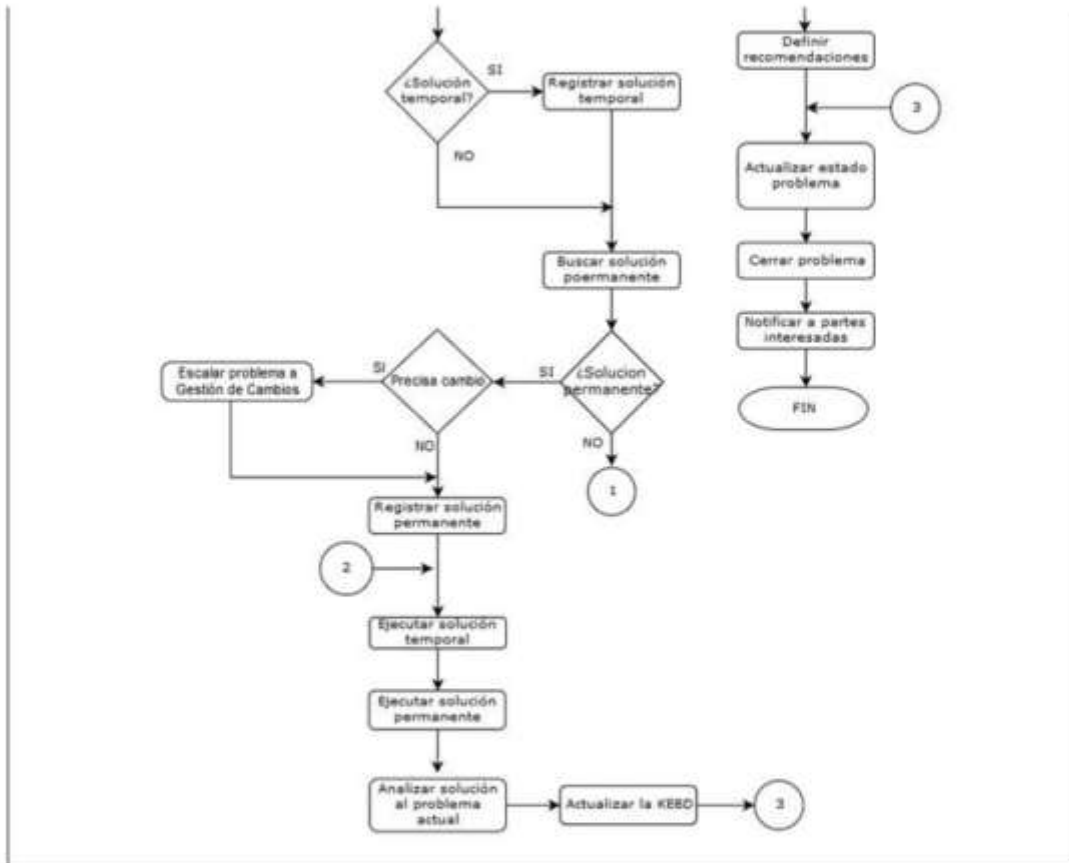 ¿Solución
temporal?
SI
Registrar solución
temporal
NO
Buscar solución
poermanente
¿Solucion
permanente?
SI
Precisa cambio
SI
Escalar problema a
Gestión de Cambios
NO
NO
1
Registrar solución
permanente
2
Ejecutar solución
temporal
Ejecutar solución
permanente
Analizar solución
al problema
actual
Actualizar la KEBD
3
Definir
recomendaciones
3
Actualizar estado
problema
Cerrar problema
Notificar a partes
interesadas
FIN